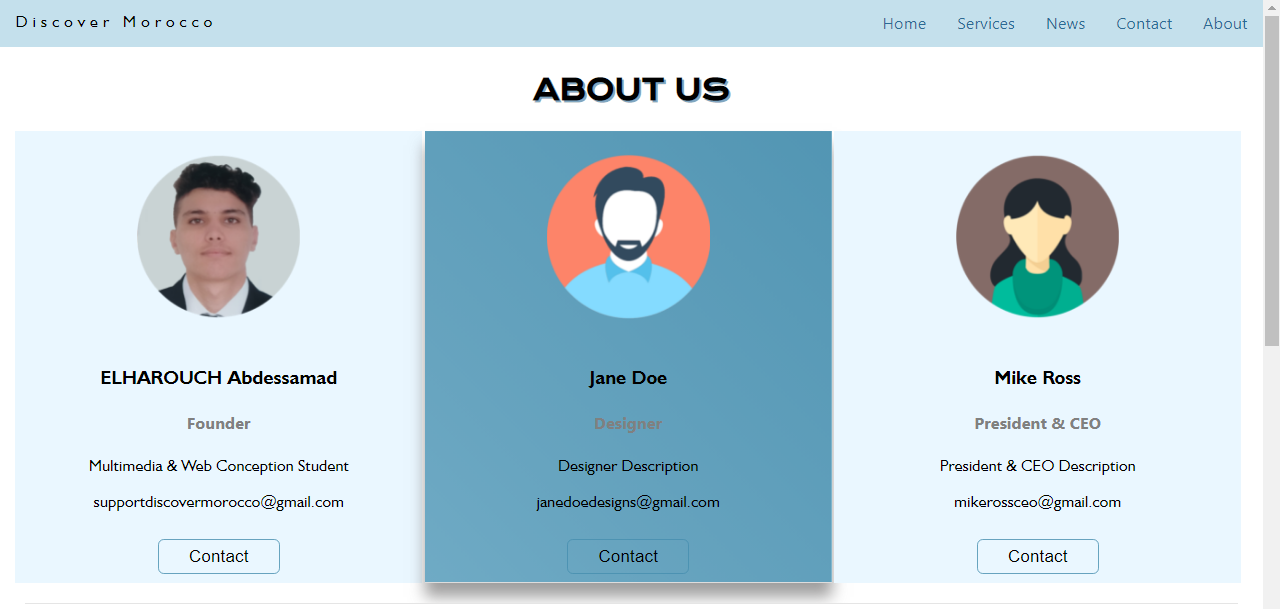 Discover Morocco
Home Services News Contact About
ABOUT US
ELHAROUCH Abdessamad
Founder
Multimedia & Web Conception Student
supportdiscovermorocco@gmail.com
Contact
Jane Doe
Designer
Designer Description
janedoedesigns@gmail.com
Contact
Mike Ross
President & CEO
President & CEO Description
mikerossceo@gmail.com
Contact